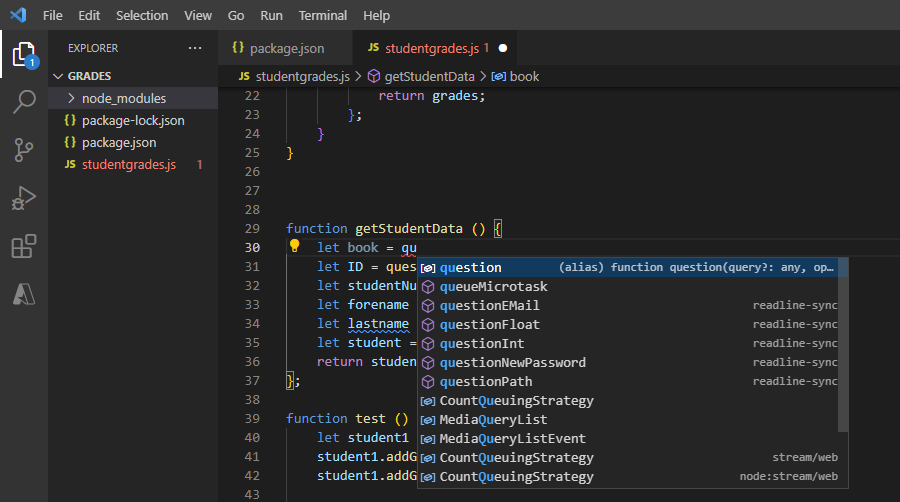 File Edit Selection View Go Run Terminal Help
EXPLORER ...
{} package.json JS studentgrades.js 1
GRADES
JS studentgrades.js > getStudentData > book
node_modules
{} package-lock.json
{} package.json
JS studentgrades.js 1
1
22 return grades;
23 };
24 }
25 }
26
27
28
29 function getStudentData () {
30 let book = qu
31 let ID = ques
32 let studentNu
33 let forename
34 let lastname
35 let student =
36 return studen
37 };
38
39 function test ()
40 let student1
41 student1.addG
42 student1.addG
43
question (alias) function question(query?: any, op…
queueMicrotask
questionEMail readline-sync
questionFloat readline-sync
questionInt readline-sync
questionNewPassword readline-sync
questionPath readline-sync
CountQueuingStrategy
MediaQueryList
MediaQueryListEvent
CountQueuingStrategy stream/web
CountQueuingStrategy node:stream/web